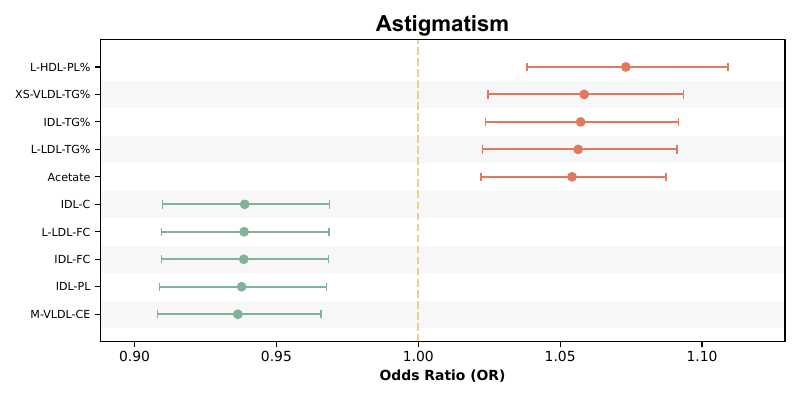 Astigmatism
L-HDL-PL%
XS-VLDL-TG%
IDL-TG%
L-LDL-TG%
Acetate
IDL-C
L-LDL-FC
IDL-FC
IDL-PL
M-VLDL-CE
0.90 0.95 1.00 1.05 1.10
Odds Ratio (OR)